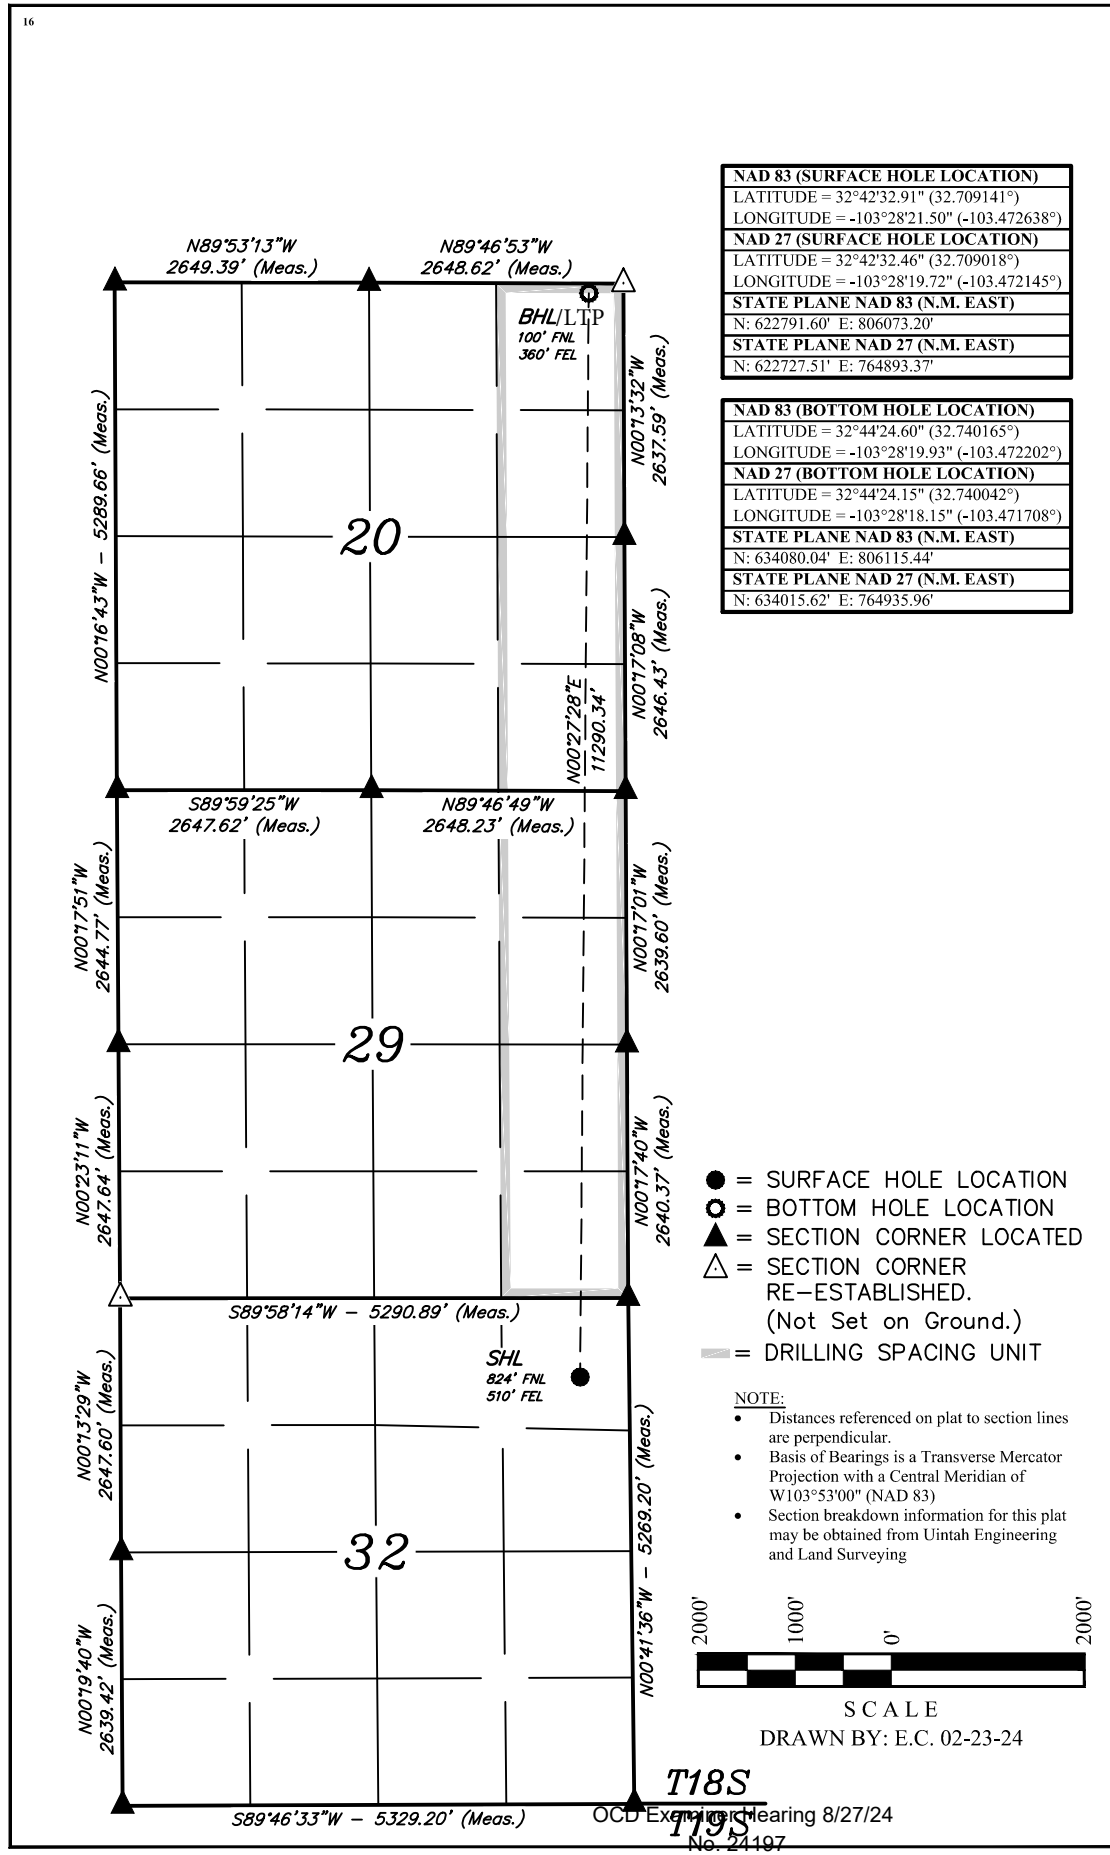 16
NAD 83 (SURFACE HOLE LOCATION)
LATITUDE = 32°42'32.91" (32.709141°)
LONGITUDE = -103°28'21.50" (-103.472638°)
NAD 27 (SURFACE HOLE LOCATION)
LATITUDE = 32°42'32.46" (32.709018°)
LONGITUDE = -103°28'19.72" (-103.472145°)
STATE PLANE NAD 83 (N.M. EAST)
N: 622791.60' E: 806073.20'
STATE PLANE NAD 27 (N.M. EAST)
N: 622727.51' E: 764893.37'
NAD 83 (BOTTOM HOLE LOCATION)
LATITUDE = 32°44'24.60" (32.740165°)
LONGITUDE = -103°28'19.93" (-103.472202°)
NAD 27 (BOTTOM HOLE LOCATION)
LATITUDE = 32°44'24.15" (32.740042°)
LONGITUDE = -103°28'18.15" (-103.471708°)
STATE PLANE NAD 83 (N.M. EAST)
N: 634080.04' E: 806115.44'
STATE PLANE NAD 27 (N.M. EAST)
N: 634015.62' E: 764935.96'
N89°53'13"W
2649.39' (Meas.)
N89°46'53"W
2648.62' (Meas.)
BHL/LTP
100' FNL
360' FEL
N00°16'43"W - 5289.66' (Meas.)
N00°13'32"W
2637.59' (Meas.)
20
N00°17'08"W
2646.43' (Meas.)
N00°27'28"E
11290.34'
S89°59'25"W
2647.62' (Meas.)
N89°46'49"W
2648.23' (Meas.)
N00°17'51"W
2644.77' (Meas.)
N00°17'01"W
2639.60' (Meas.)
29
N00°23'11"W
2647.64' (Meas.)
N00°17'40"W
2640.37' (Meas.)
S89°58'14"W - 5290.89' (Meas.)
SHL
824' FNL
510' FEL
N00°13'29"W
2647.60' (Meas.)
32
N00°41'36"W - 5269.20' (Meas.)
N00°19'40"W
2639.42' (Meas.)
S89°46'33"W - 5329.20' (Meas.)
= SURFACE HOLE LOCATION
= BOTTOM HOLE LOCATION
= SECTION CORNER LOCATED
= SECTION CORNER
RE-ESTABLISHED.
(Not Set on Ground.)
= DRILLING SPACING UNIT
NOTE:
• Distances referenced on plat to section lines
are perpendicular.
• Basis of Bearings is a Transverse Mercator
Projection with a Central Meridian of
W103°53'00" (NAD 83)
• Section breakdown information for this plat
may be obtained from Uintah Engineering
and Land Surveying
2000' 1000' 0' 2000'
SCALE
DRAWN BY: E.C. 02-23-24
T18S
T19S
OCD Examiner Hearing 8/27/24
No. 24197